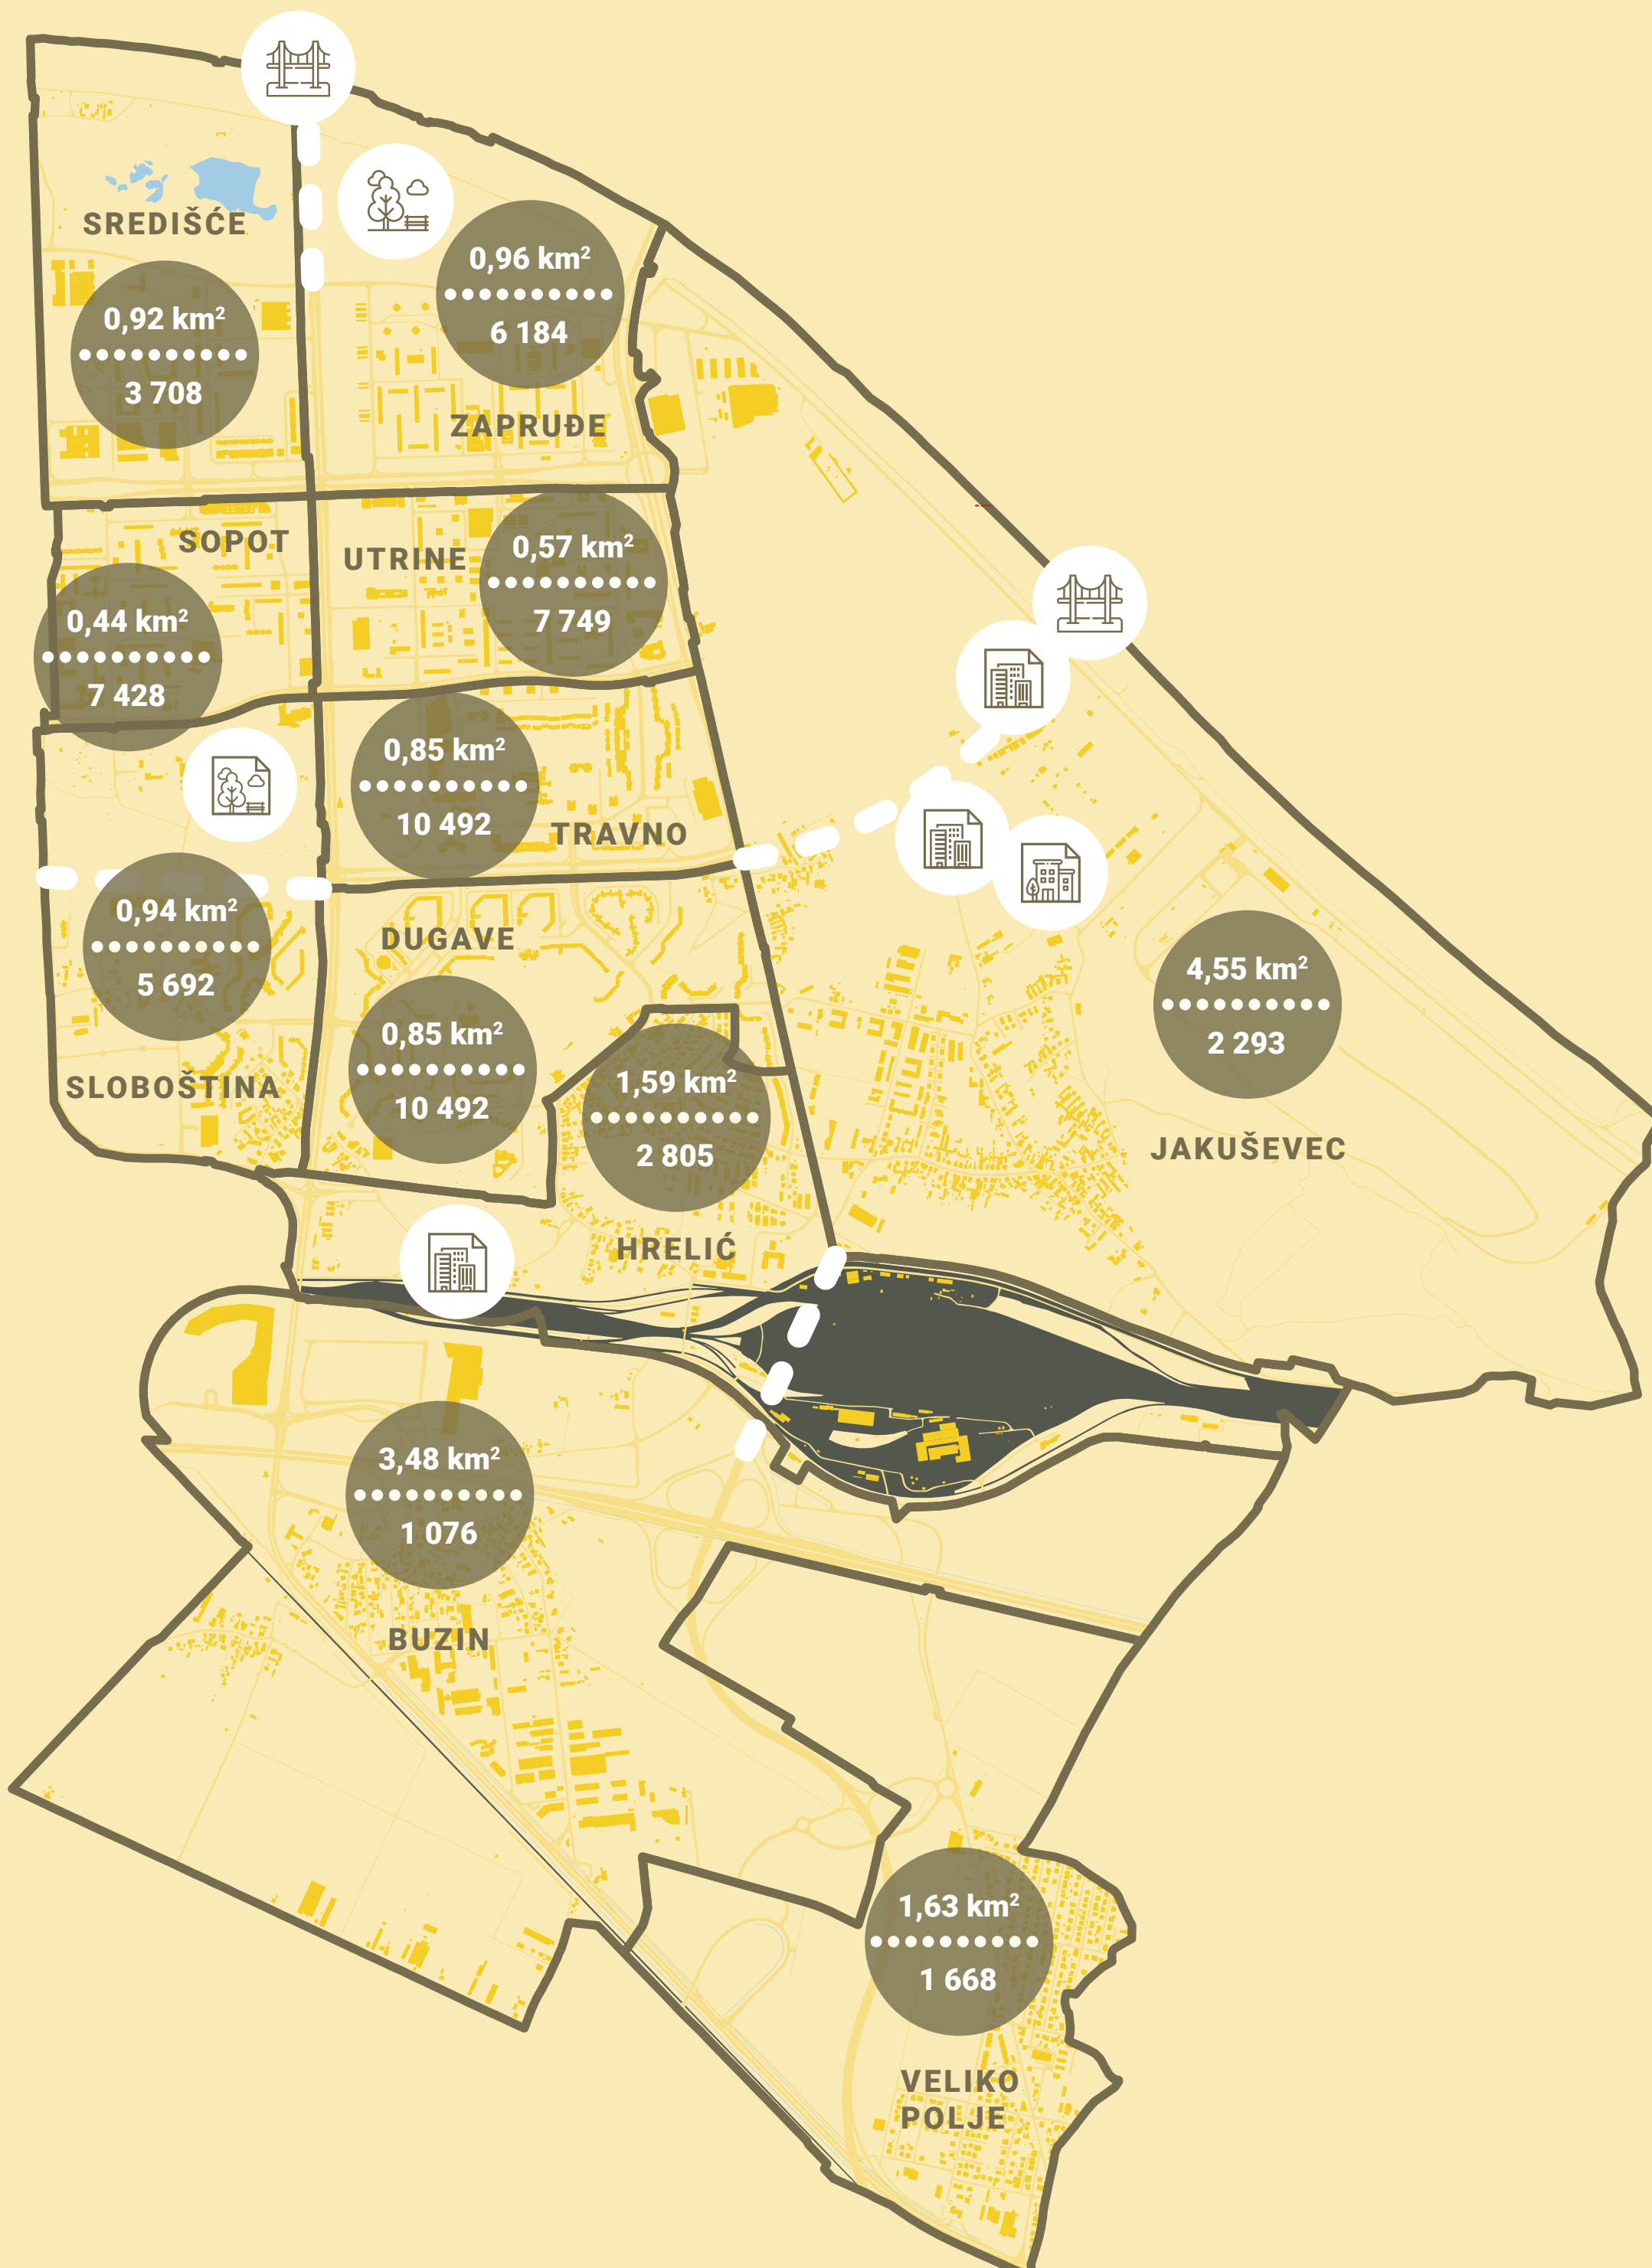 SREDIŠĆE
0,92 km²
3 708
0,96 km²
6 184
ZAPRUĐE
SOPOT
0,44 km²
7 428
UTRINE
0,57 km²
7 749
0,85 km²
10 492
TRAVNO
0,94 km²
5 692
SLOBOŠTINA
DUGAVE
0,85 km²
10 492
1,59 km²
2 805
HRELIĆ
4,55 km²
2 293
JAKUŠEVEC
3,48 km²
1 076
BUZIN
1,63 km²
1 668
VELIKO
POLJE